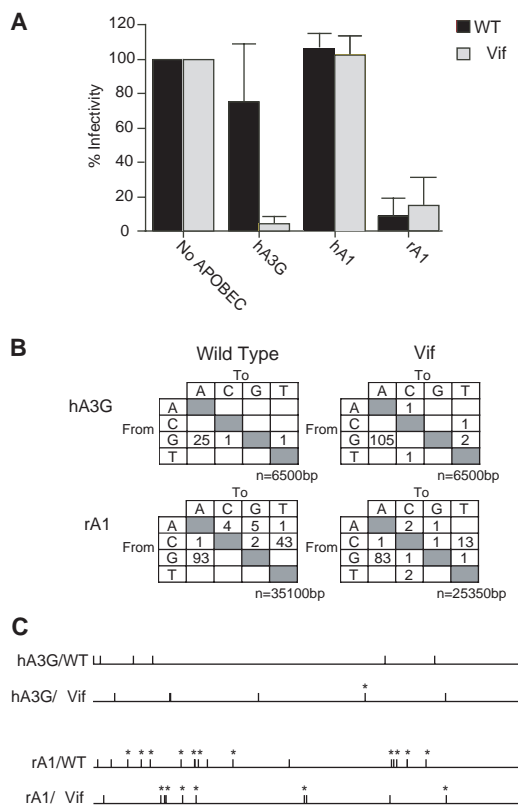 A
120
100
80
60
40
20
0
% Infectivity
WT
Vif
No APOBEC
hA3G
hA1
rA1
B
Wild Type
Vif
To
To
A C G T
A C G T
hA3G
From
A
C
G 25 1 1
T
n=6500bp
From
A 1
C 1
G 105 2
T 1
n=6500bp
To
To
A C G T
A C G T
rA1
From
A 4 5 1
C 1 2 43
G 93
T
n=35100bp
From
A 2 1
C 1 1 13
G 83 1 1
T 2
n=25350bp
C
hA3G/WT
hA3G/ Vif
*
rA1/WT
* * * * ** * *** * *
rA1/ Vif
** * * * *